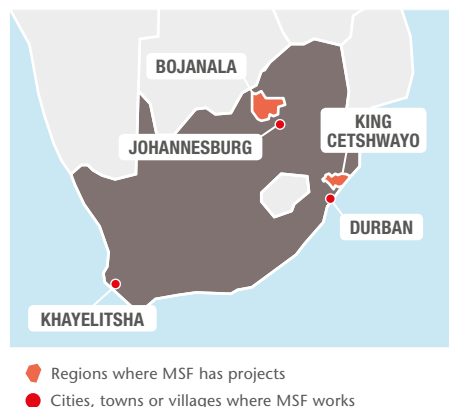 BOJANALA
KING
CETSHWAYO
JOHANNESBURG
DURBAN
KHAYELITSHA
Regions where MSF has projects
Cities, towns or villages where MSF works